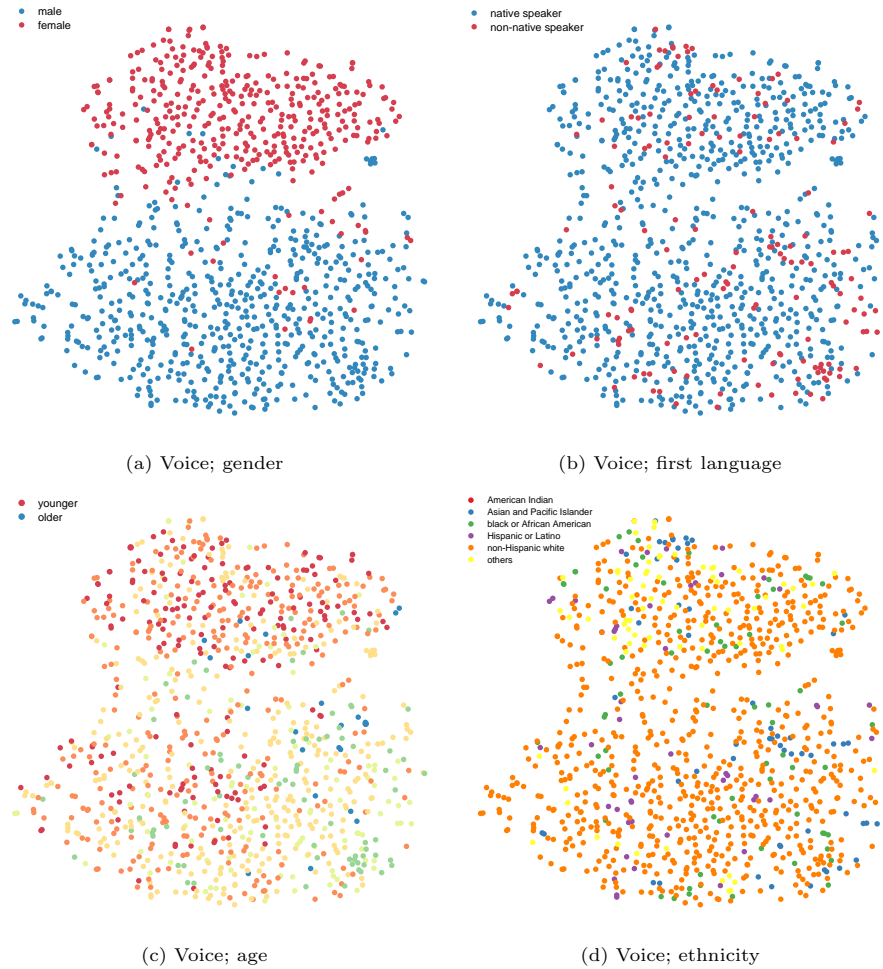 male
female
native speaker
non-native speaker
(a) Voice; gender
(b) Voice; first language
younger
older
American Indian
Asian and Pacific Islander
black or African American
Hispanic or Latino
non-Hispanic white
others
(c) Voice; age
(d) Voice; ethnicity